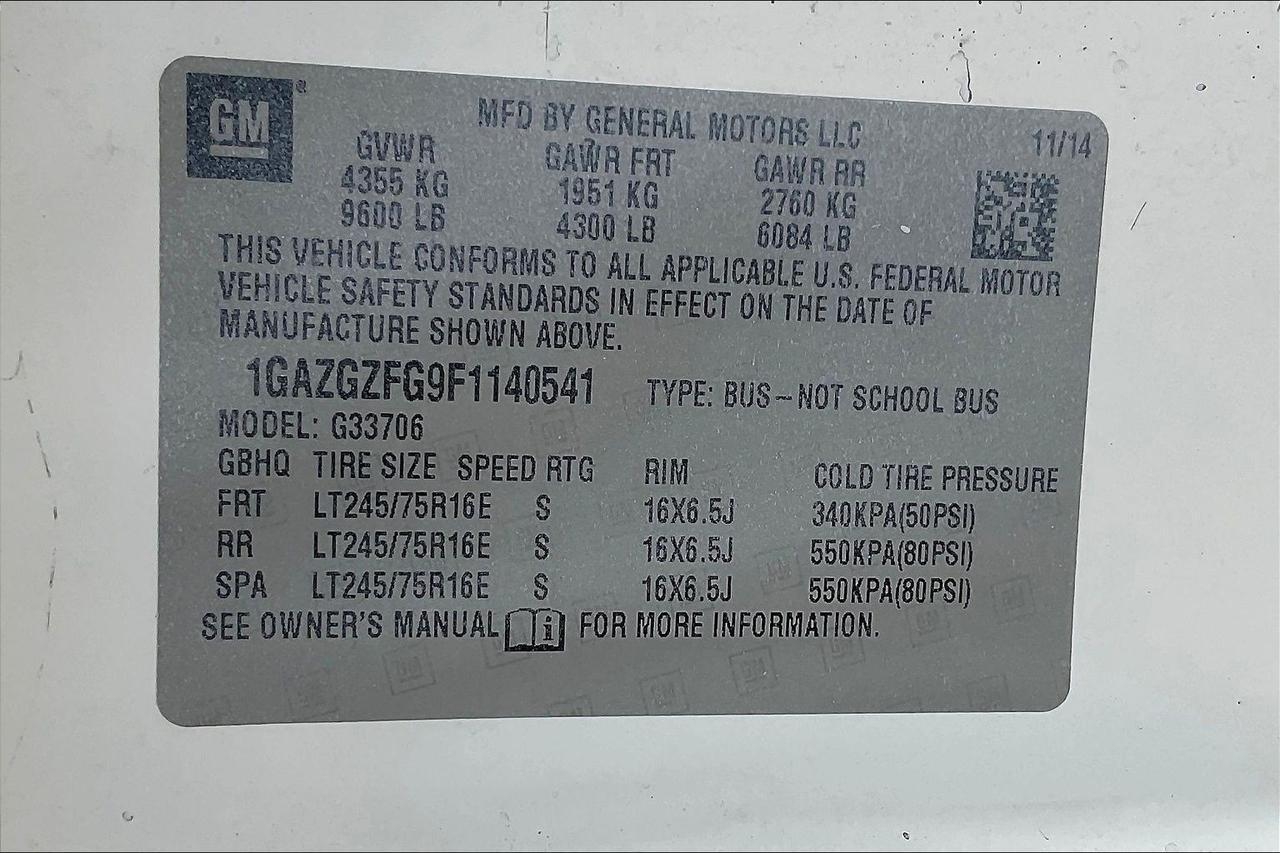 GM®
MFD BY GENERAL MOTORS LLC
11/14
GVWR GAWR FRT GAWR RR
4355 KG 1951 KG 2760 KG
9600 LB 4300 LB 6084 LB
THIS VEHICLE CONFORMS TO ALL APPLICABLE U.S. FEDERAL MOTOR
VEHICLE SAFETY STANDARDS IN EFFECT ON THE DATE OF
MANUFACTURE SHOWN ABOVE.
1GAZGZFG9F1140541 TYPE: BUS-NOT SCHOOL BUS
MODEL: G33706
GBHQ TIRE SIZE SPEED RTG RIM COLD TIRE PRESSURE
FRT LT245/75R16E S 16X6.5J 340KPA(50PSI)
RR LT245/75R16E S 16X6.5J 550KPA(80PSI)
SPA LT245/75R16E S 16X6.5J 550KPA(80PSI)
SEE OWNER'S MANUAL i FOR MORE INFORMATION.